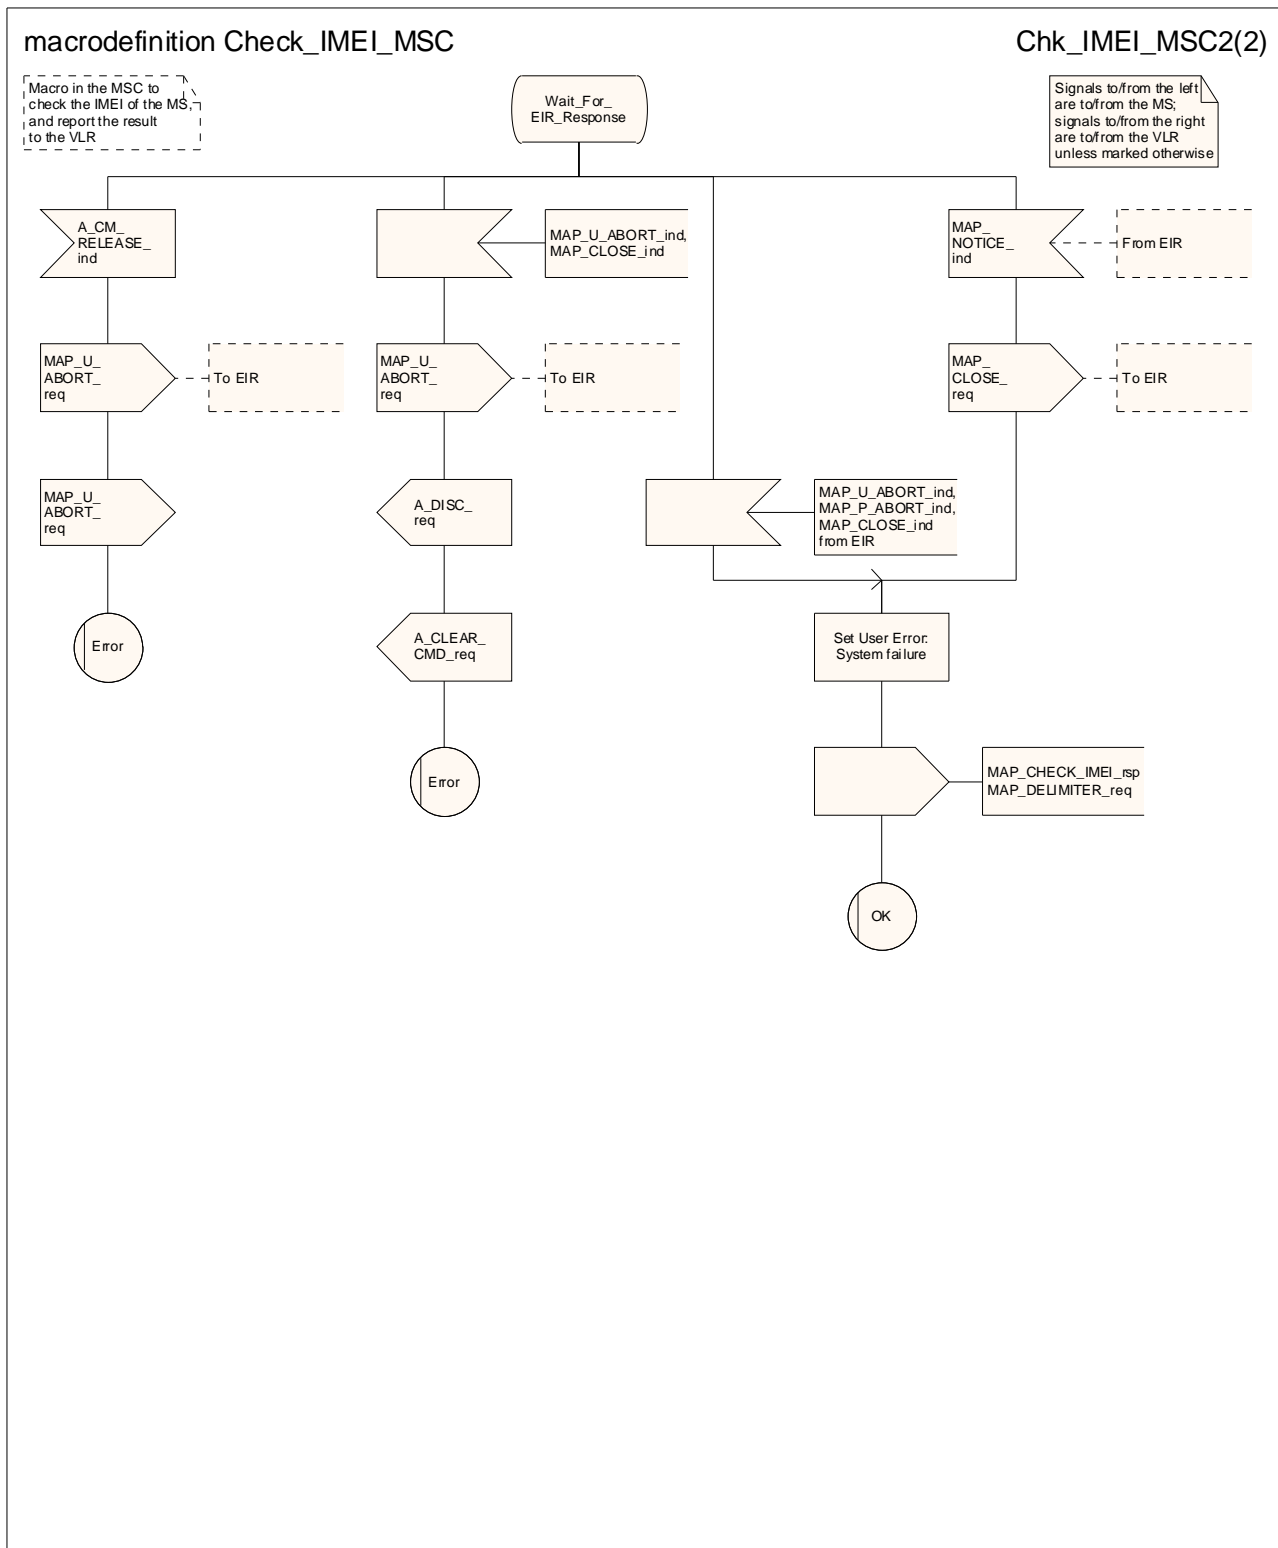 macrodefinition Check_IMEI_MSC
Chk_IMEI_MSC2(2)
Macro in the MSC to
check the IMEI of the MS,
and report the result
to the VLR
Wait_For_
EIR_Response
Signals to/from the left
are to/from the MS;
signals to/from the right
are to/from the VLR
unless marked otherwise
A_CM_
RELEASE_
ind
MAP_U_ABORT_ind,
MAP_CLOSE_ind
MAP_
NOTICE_
ind
From EIR
MAP_U_
ABORT_
req
To EIR
MAP_U_
ABORT_
req
To EIR
MAP_
CLOSE_
req
To EIR
MAP_U_
ABORT_
req
A_DISC_
req
MAP_U_ABORT_ind,
MAP_P_ABORT_ind,
MAP_CLOSE_ind
from EIR
Error
A_CLEAR_
CMD_req
Set User Error:
System failure
Error
MAP_CHECK_IMEI_rsp
MAP_DELIMITER_req
OK